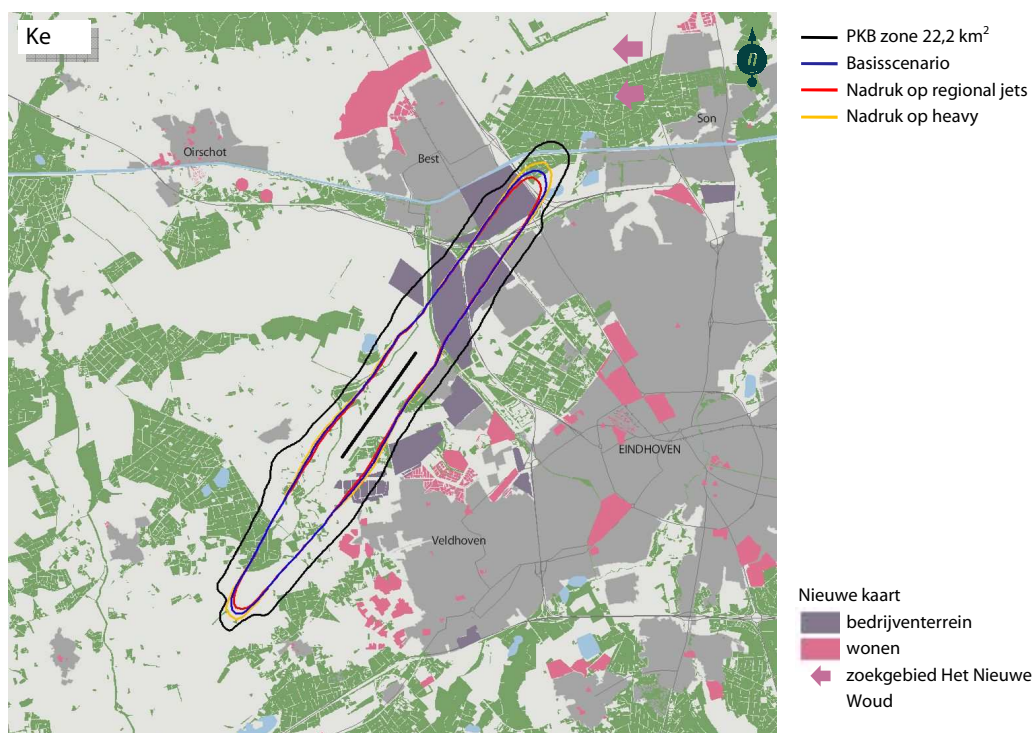 Ke
n
Oirschot
Best
Son
EINDHOVEN
Veldhoven
PKB zone 22,2 km²
Basisscenario
Nadruk op regional jets
Nadruk op heavy
Nieuwe kaart
bedrijventerrein
wonen
zoekgebied Het Nieuwe
Woud